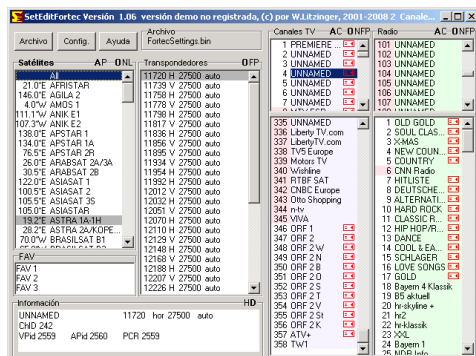 SetEditFortec Versión 1.06 versión demo no registrada, (c) por W.Litzinger, 2001-2008 2 Canale...
Archivo Config. Ayuda
Archivo
FortecSettings.bin
Satélites AP ONL
All
21.0°E AFRISTAR
146.0°E AGILA 2
4.0°W AMOS 1
111.1°W ANIK E1
107.3°W ANIK E2
138.0°E APSTAR 1
134.0°E APSTAR 1A
76.5°E APSTAR 2R
26.0°E ARABSAT 2A/3A
30.5°E ARABSAT 2B
122.0°E ASIASAT 1
100.5°E ASIASAT 2
105.5°E ASIASAT 3S
105.0°E ASIASTAR
19.2°E ASTRA 1A-1H
28.2°E ASTRA 2A/KOPE...
70.0°W BRASILSAT B1
FAV
FAV 1
FAV 2
FAV 3
Transpondedores OFP
11720 H 27500 auto
11739 V 27500 auto
11758 H 27500 auto
11778 V 27500 auto
11798 H 27500 auto
11817 V 27500 auto
11836 H 27500 auto
11856 V 27500 auto
11895 V 27500 auto
11934 V 27500 auto
11954 H 27500 auto
11992 H 27500 auto
12012 V 27500 auto
12032 H 27500 auto
12051 V 27500 auto
12070 H 27500 auto
12110 H 27500 auto
12129 V 27500 auto
12148 H 27500 auto
12168 V 27500 auto
12188 H 27500 auto
12207 V 27500 auto
12226 H 27500 auto
Información HD
UNNAMED 11720 hor 27500 auto
CHD 242
VPid 2559 APid 2560 PCR 2559
Canales TV AC ONFP
1 PREMIERE ...
2 UNNAMED
3 UNNAMED
4 UNNAMED
5 UNNAMED
6 UNNAMED
7 UNNAMED
335 UNNAMED
336 Liberty TV.com
337 LibertyTV.com
338 TV5 Europe
339 Motors TV
340 Wishline
341 RTBF SAT
342 CNBC Europe
343 Otto Shopping
344 n-tv
345 VIVA
346 ORF 1
347 ORF 2
348 ORF 2 W
349 ORF 2 N
350 ORF 2 B
351 ORF 2 O
352 ORF 2 S
353 ORF 2 T
354 ORF 2 V
355 ORF 2 St
356 ORF 2 K
357 ATV+
358 TW1
Radio AC ONFP
101 UNNAMED
102 UNNAMED
103 UNNAMED
104 UNNAMED
105 UNNAMED
106 UNNAMED
107 UNNAMED
1 OLD GOLD
2 SOUL CLAS...
3 X-MAS
4 NEW COUN...
5 COUNTRY
6 CNN Radio
7 HITLISTE
8 DEUTSCHE...
9 ALTERNATI...
10 HARD ROCK
11 CLASSIC R...
12 HIP HOP/R...
13 DANCE
14 COOL & EA...
15 SCHLAGER
16 LOVE SONGS
17 GOLD
18 Bayern 4 Klassik
19 B5 aktuell
20 hr-skyline +
21 hr2
22 hr-klassik
23 XXL
24 Bayern 1
25 NDR Info